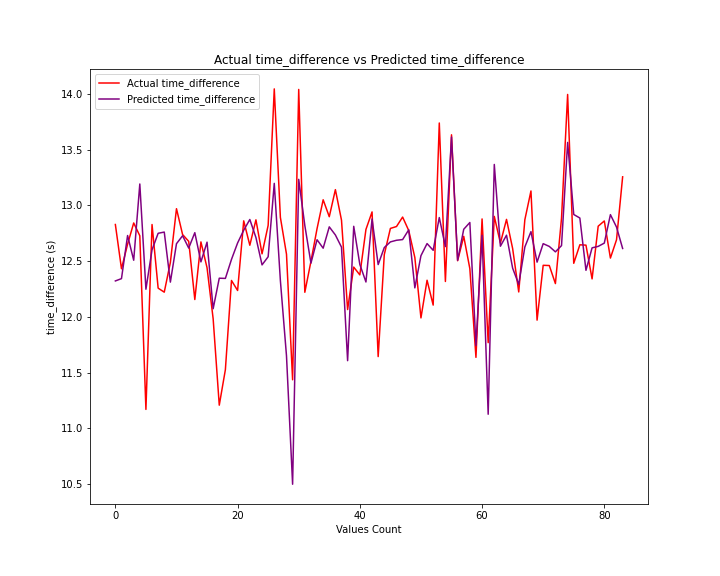 Actual time_difference vs Predicted time_difference
Actual time_difference
Predicted time_difference
time_difference (s)
14.0
13.5
13.0
12.5
12.0
11.5
11.0
10.5
0 20 40 60 80
Values Count